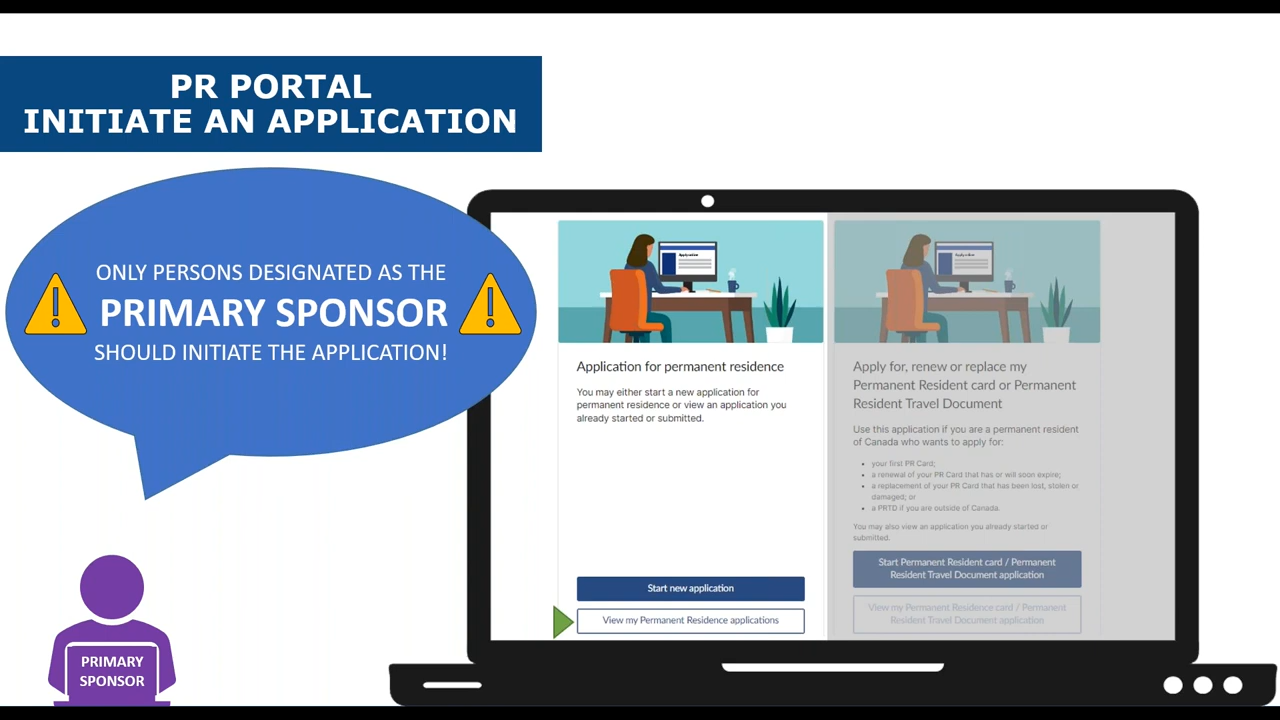 PR PORTAL
INITIATE AN APPLICATION
ONLY PERSONS DESIGNATED AS THE
PRIMARY SPONSOR
SHOULD INITIATE THE APPLICATION!
PRIMARY
SPONSOR
Apply online
Application for permanent residence
You may either start a new application for
permanent residence or view an application you
already started or submitted.
Start new application
View my Permanent Residence applications
Apply online
Apply for, renew or replace my
Permanent Resident card or Permanent
Resident Travel Document
Use this application if you are a permanent resident
of Canada who wants to apply for:
• your first PR Card;
• a renewal of your PR Card that has or will soon expire;
• a replacement of your PR Card that has been lost, stolen or
damaged; or
• a PRTD if you are outside of Canada.
You may also view an application you already started or
submitted.
Start Permanent Resident card / Permanent
Resident Travel Document application
View my Permanent Residence card / Permanent
Resident Travel Document application